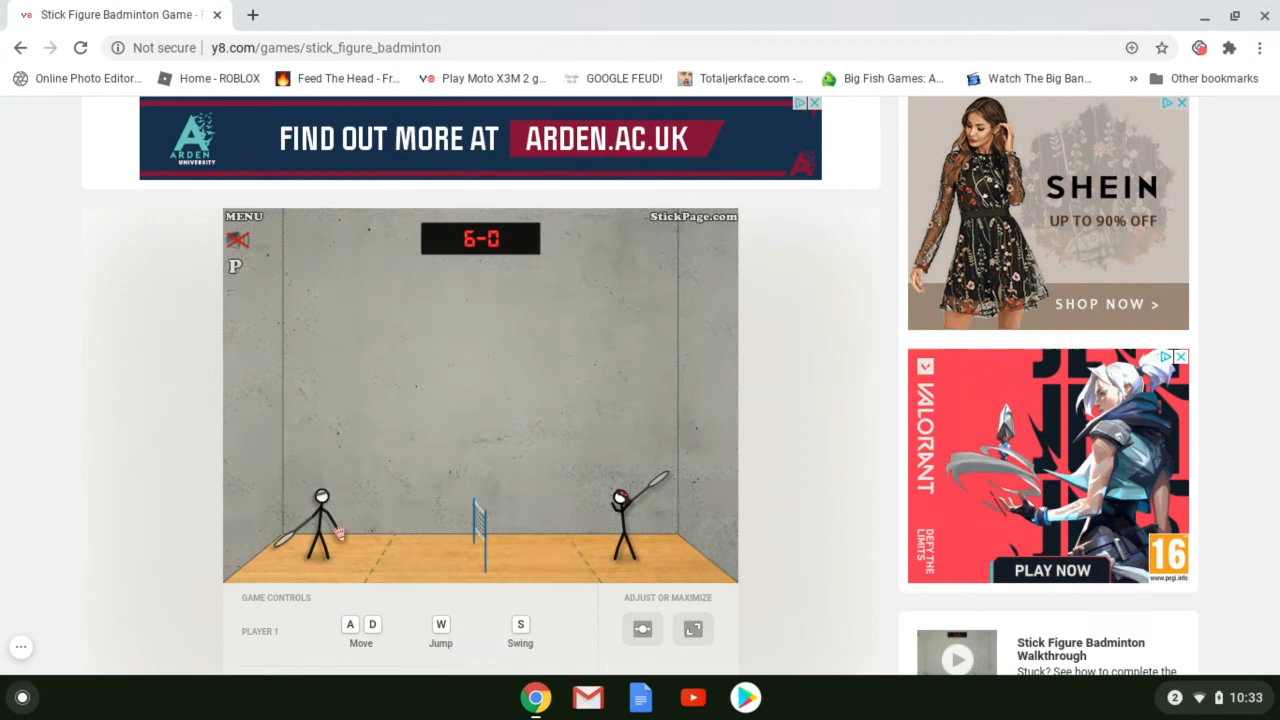 Stick Figure Badminton Game - F
Not secure
y8.com/games/stick_figure_badminton
Online Photo Editor...
Home - ROBLOX
Feed The Head - Fr...
Play Moto X3M 2 g...
GOOGLE FEUD!
Totaljerkface.com -...
Big Fish Games: A...
Watch The Big Ban...
»
Other bookmarks
ARDEN
UNIVERSITY
FIND OUT MORE AT ARDEN.AC.UK
SHEIN
UP TO 90% OFF
SHOP NOW >
MENU
StickPage.com
6-0
P
VALORANT
DEFY THE
LIMITS
PLAY NOW
16
www.pegi.info
GAME CONTROLS
ADJUST OR MAXIMIZE
PLAYER 1
A D
W
S
Move
Jump
Swing
Stick Figure Badminton
Walkthrough
Stuck? See how to complete the
2
10:33